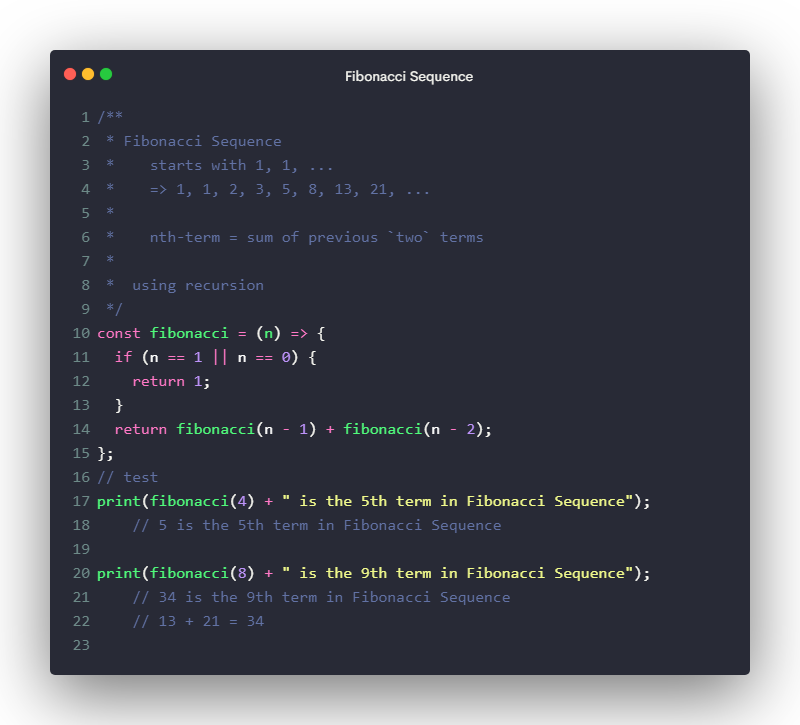 Fibonacci Sequence
1 /**
2  * Fibonacci Sequence
3  *    starts with 1, 1, ...
4  *    => 1, 1, 2, 3, 5, 8, 13, 21, ...
5  *
6  *    nth-term = sum of previous `two` terms
7  *
8  *  using recursion
9  */
10 const fibonacci = (n) => {
11   if (n == 1 || n == 0) {
12     return 1;
13   }
14   return fibonacci(n - 1) + fibonacci(n - 2);
15 };
16 // test
17 print(fibonacci(4) + " is the 5th term in Fibonacci Sequence");
18     // 5 is the 5th term in Fibonacci Sequence
19
20 print(fibonacci(8) + " is the 9th term in Fibonacci Sequence");
21     // 34 is the 9th term in Fibonacci Sequence
22     // 13 + 21 = 34
23